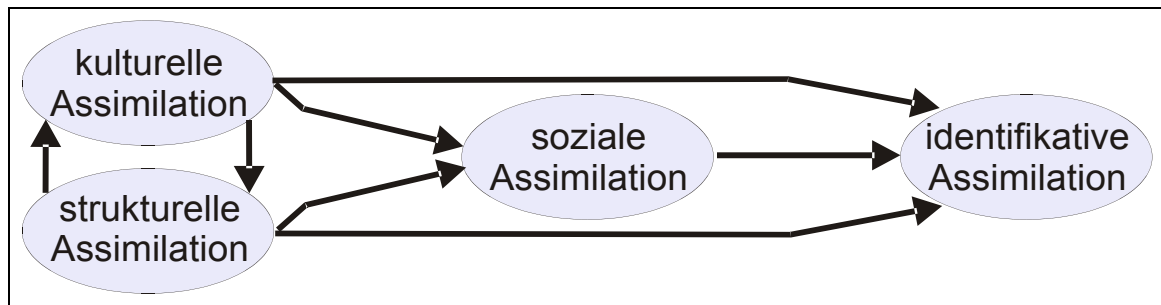 kulturelle
Assimilation
strukturelle
Assimilation
soziale
Assimilation
identifikative
Assimilation